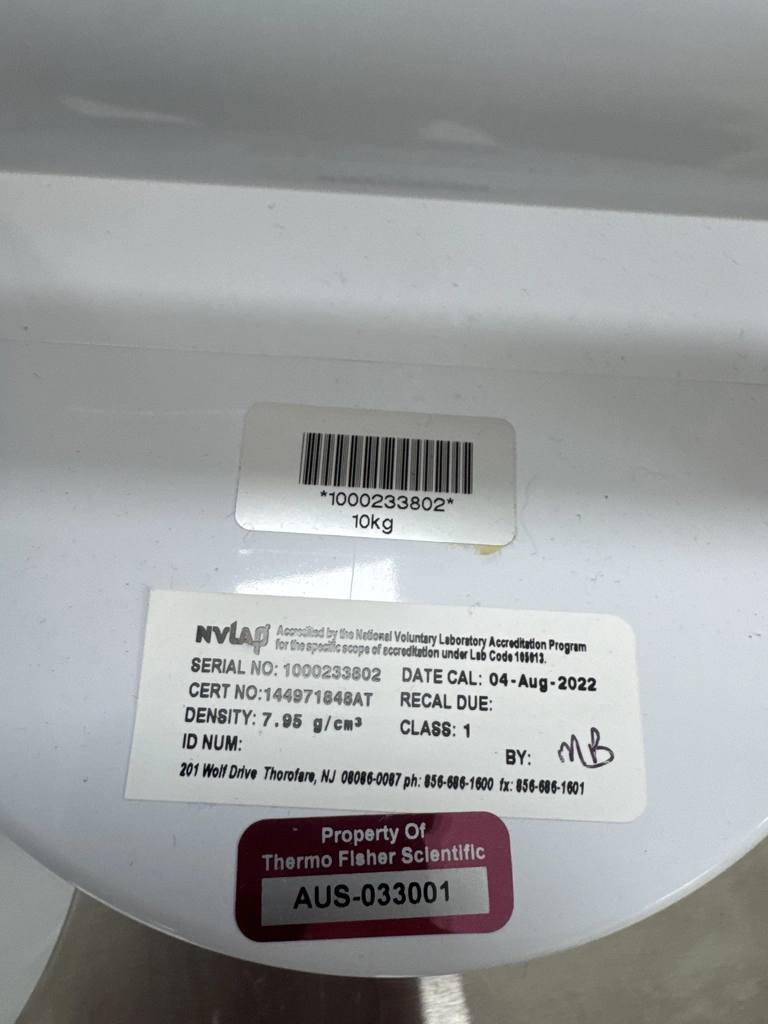 *1000233802*
10kg
NVLAP Accredited by the National Voluntary Laboratory Accreditation Program
for the specific scope of accreditation under Lab Code 105013.
SERIAL NO: 1000233802 DATE CAL: 04-Aug-2022
CERT NO:144971848AT RECAL DUE:
DENSITY: 7.95 g/cm³ CLASS: 1
ID NUM: BY: MB
201 Wolf Drive Thorofare, NJ 08086-0087 ph: 856-686-1600 fx: 856-686-1601
Property Of
Thermo Fisher Scientific
AUS-033001